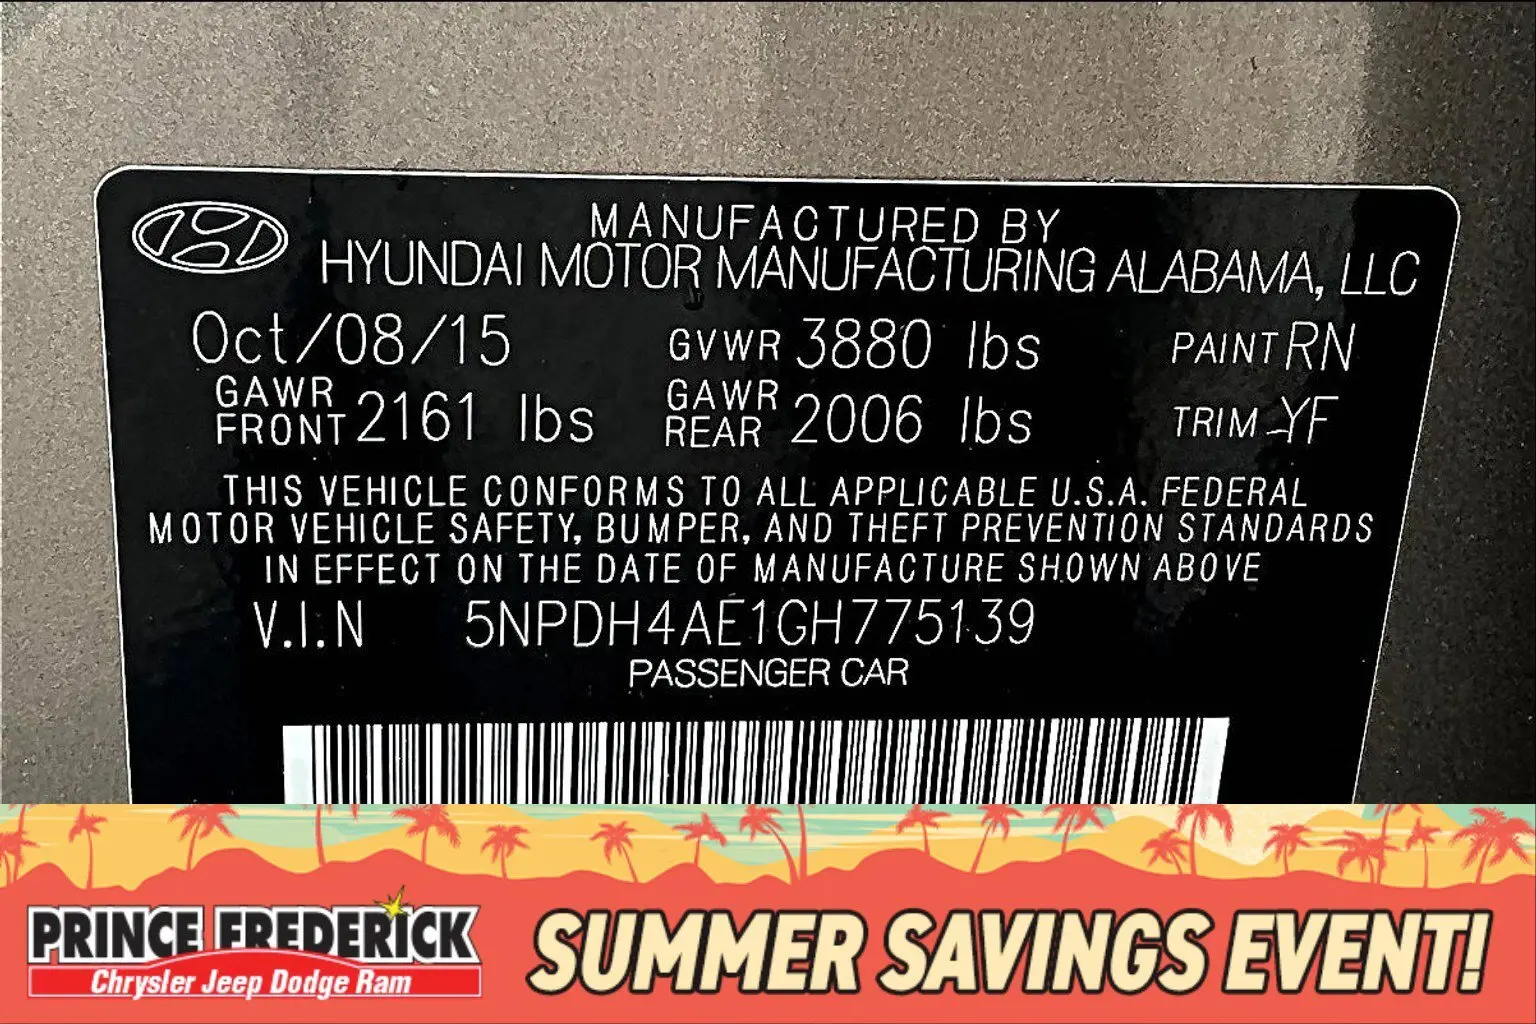 MANUFACTURED BY
HYUNDAI MOTOR MANUFACTURING ALABAMA, LLC
Oct/08/15 GVWR 3880 lbs PAINT RN
GAWR FRONT 2161 lbs GAWR REAR 2006 lbs TRIM YF
THIS VEHICLE CONFORMS TO ALL APPLICABLE U.S.A. FEDERAL
MOTOR VEHICLE SAFETY, BUMPER, AND THEFT PREVENTION STANDARDS
IN EFFECT ON THE DATE OF MANUFACTURE SHOWN ABOVE
V.I.N 5NPDH4AE1GH775139
PASSENGER CAR
PRINCE FREDERICK
Chrysler Jeep Dodge Ram
SUMMER SAVINGS EVENT!